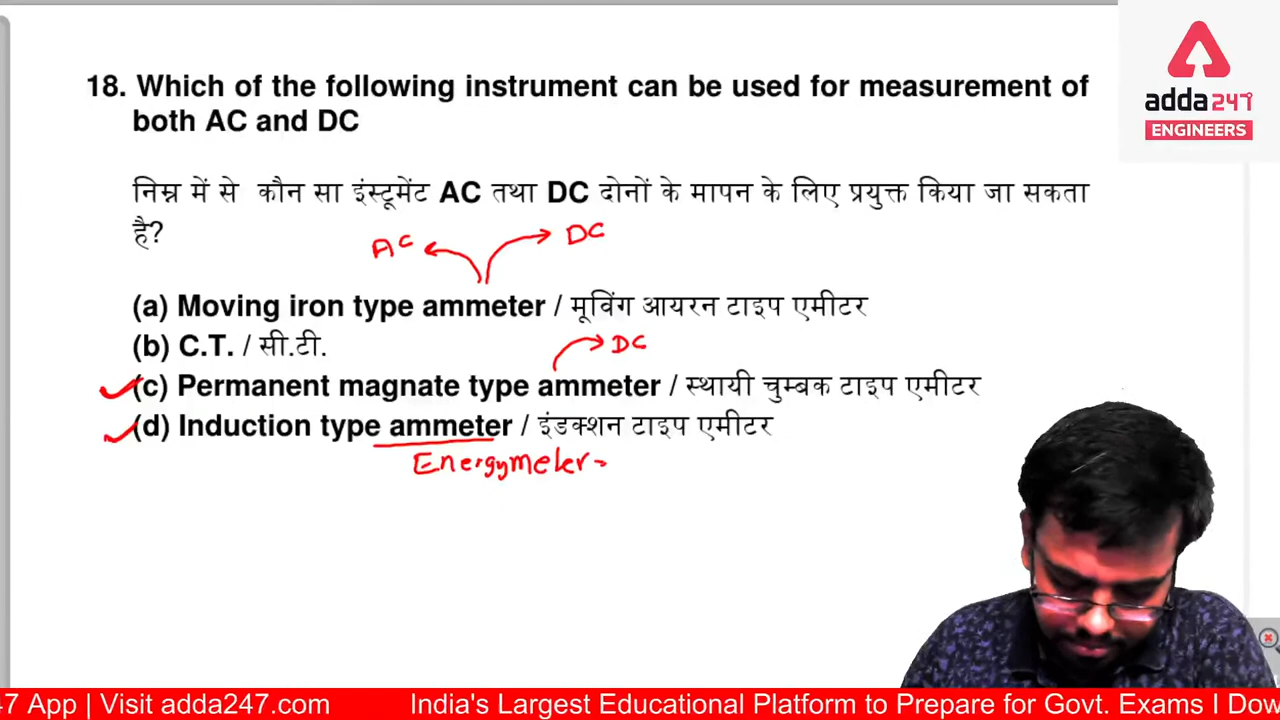 adda247
ENGINEERS
18. Which of the following instrument can be used for measurement of
both AC and DC
निम्न में से कौन सा इंस्ट्रूमेंट AC तथा DC दोनों के मापन के लिए प्रयुक्त किया जा सकता
है?
AC DC
(a) Moving iron type ammeter / मूविंग आयरन टाइप एमीटर
(b) C.T. / सी.टी.
DC
(c) Permanent magnate type ammeter / स्थायी चुम्बक टाइप एमीटर
(d) Induction type ammeter / इंडक्शन टाइप एमीटर
Energymeter
47 App | Visit adda247.com India's Largest Educational Platform to Prepare for Govt. Exams I Dow